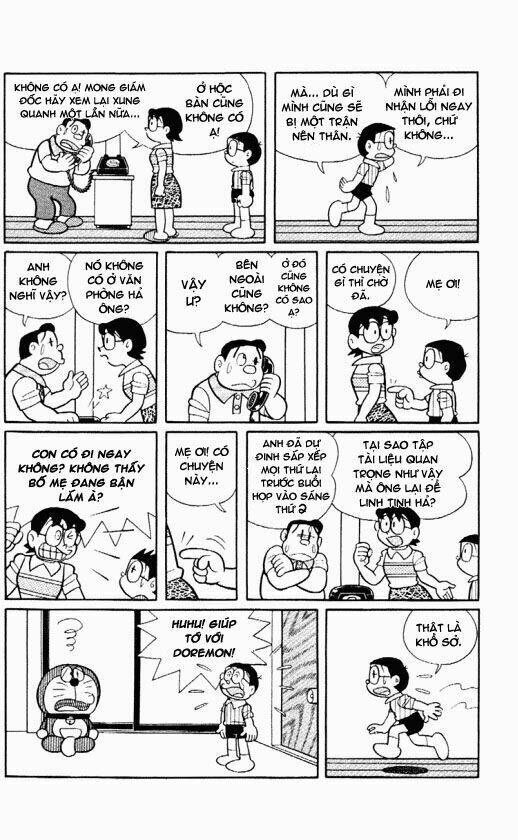 MÌNH PHẢI ĐI
NHẬN LỖI NGAY
THÔI, CHỨ
KHÔNG...
MÀ... DÙ GÌ
MÌNH CŨNG SẼ
BỊ MỘT TRẬN
NÊN THÂN.
Ở HỘC
BÀN CŨNG
KHÔNG CÓ
Ạ!
KHÔNG CÓ Ạ! MONG GIÁM
ĐỐC HÃY XEM LẠI XUNG
QUANH MỘT LẦN NỮA...
MẸ ƠI!
CÓ CHUYỆN
GÌ THÌ CHỜ
ĐÃ.
Ở ĐÓ
CŨNG
KHÔNG
CÓ SAO
Ạ?
BÊN
NGOÀI
CŨNG
KHÔNG?
VẬY
Ư?
NÓ KHÔNG
CÓ Ở VĂN
PHÒNG HẢ
ÔNG?
ANH
KHÔNG
NGHĨ VẬY?
TẠI SAO TẬP
TÀI LIỆU QUAN
TRỌNG NHƯ VẬY
MÀ ÔNG LẠI ĐỂ
LINH TINH HẢ?
ANH ĐÃ DỰ
ĐINH SẮP XẾP
MỌI THỨ LẠI
TRƯỚC BUỔI
HỌP VÀO SÁNG
THỨ 2
MẸ ƠI! CÓ
CHUYỆN
NÀY...
CON CÓ ĐI NGAY
KHÔNG? KHÔNG THẤY
BỐ MẸ ĐANG BẬN
LẮM À?
THẬT LÀ
KHỔ SỞ.
HUHU! GIÚP
TỚ VỚI
DOREMON!